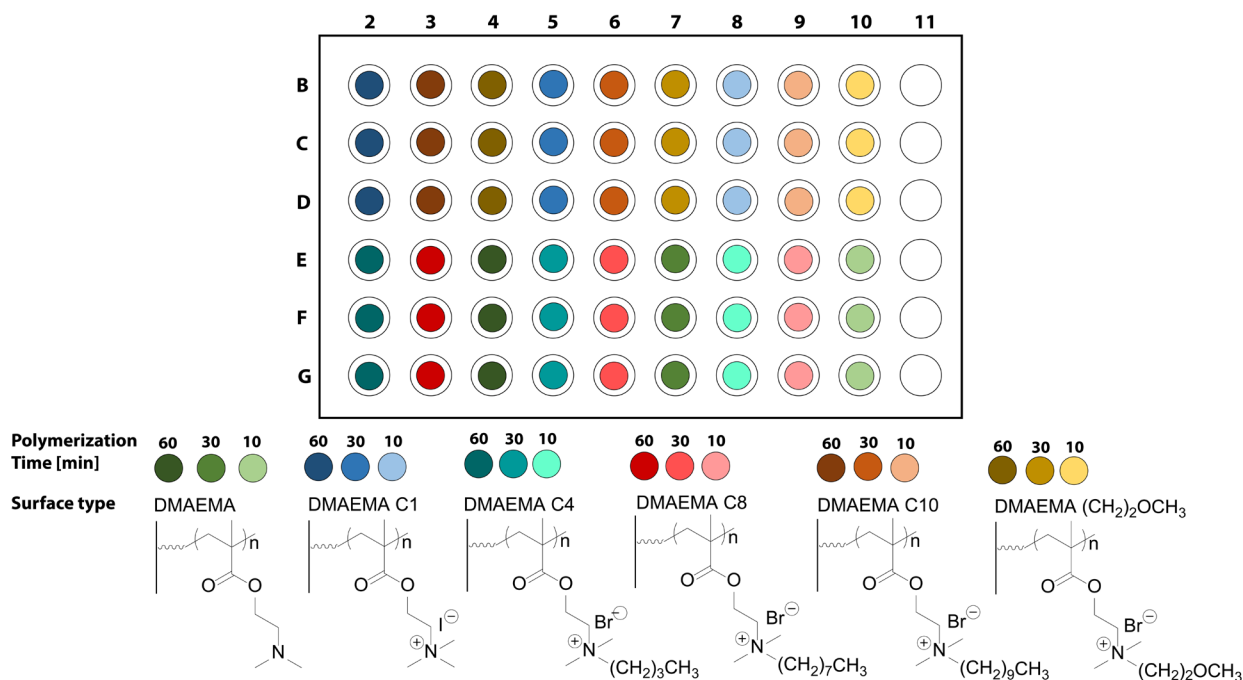 2 3 4 5 6 7 8 9 10 11
B
C
D
E
F
G
Polymerization
Time [min]
60 30 10 60 30 10 60 30 10 60 30 10 60 30 10 60 30 10
Surface type DMAEMA DMAEMA C1 DMAEMA C4 DMAEMA C8 DMAEMA C10 DMAEMA (CH₂)₂OCH₃
n n n n n n
O O O O O O O O O O O O
I⁻ Br⁻ Br⁻ Br⁻ Br⁻
N N⁺ N⁺ N⁺ N⁺ N⁺
(CH₂)₃CH₃ (CH₂)₇CH₃ (CH₂)₉CH₃ (CH₂)₂OCH₃